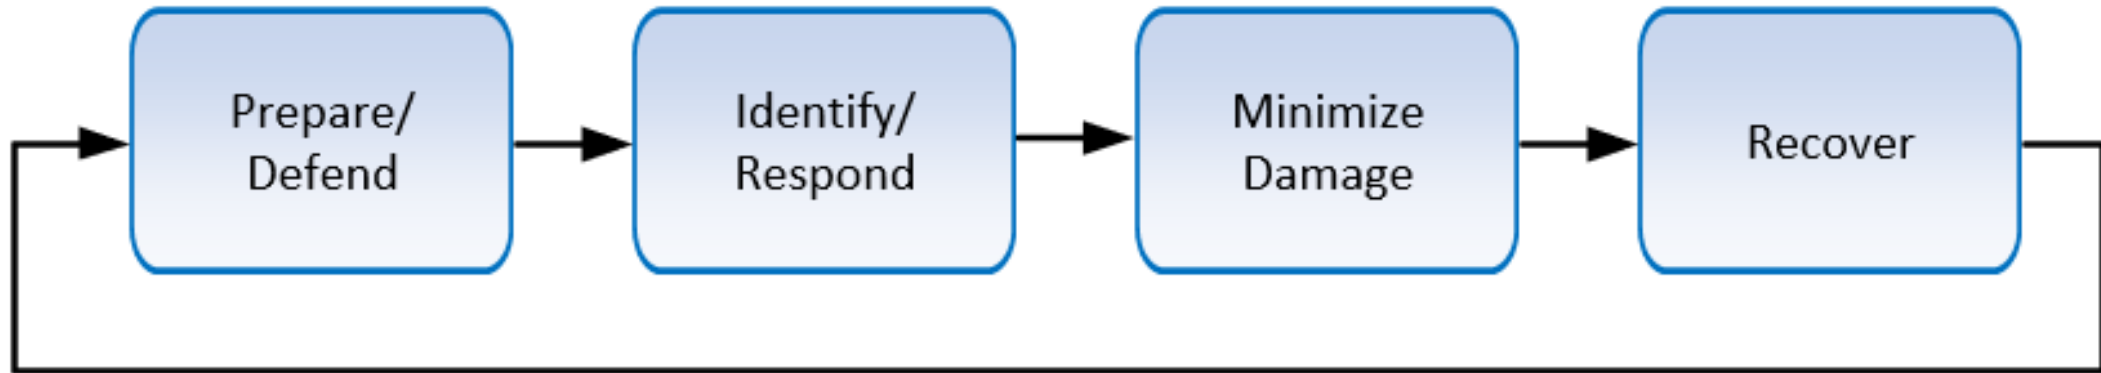 Prepare/
Defend
Identify/
Respond
Minimize
Damage
Recover